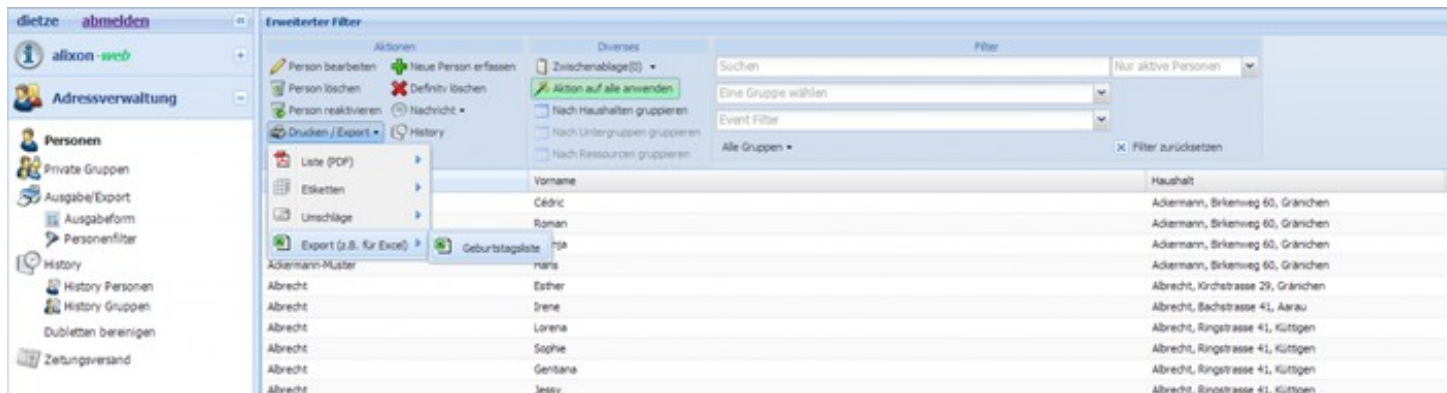 dietze abmelden
Erweiterter Filter
alixon-web
Adressverwaltung
Personen
Private Gruppen
Ausgabe/Export
Ausgabeform
Personenfilter
History
History Personen
History Gruppen
Dubletten bereinigen
Zeitungsversand
Aktionen
Person bearbeiten Neue Person erfassen
Person löschen Definitv löschen
Person reaktivieren Nachricht
Drucken / Export History
Liste (PDF)
Etiketten
Umschläge
Export (z.B. für Excel) Geburtstagsliste
Diverses
Zwischenablage(0)
Aktion auf alle anwenden
Nach Haushalten gruppieren
Nach Untergruppen gruppieren
Nach Ressourcen gruppieren
Filter
Suchen Nur aktive Personen
Eine Gruppe wählen
Event Filter
Alle Gruppen Filter zurücksetzen
Vorname Haushalt
Cédric Ackermann, Birkenweg 60, Gränichen
Roman Ackermann, Birkenweg 60, Gränichen
Ackermann, Birkenweg 60, Gränichen
Ackermann-Muster Hans Ackermann, Birkenweg 60, Gränichen
Albrecht Esther Albrecht, Kirchstrasse 29, Gränichen
Albrecht Irene Albrecht, Bachstrasse 41, Aarau
Albrecht Lorena Albrecht, Ringstrasse 41, Küttigen
Albrecht Sophie Albrecht, Ringstrasse 41, Küttigen
Albrecht Gentiana Albrecht, Ringstrasse 41, Küttigen
Albrecht Jessy Albrecht, Ringstrasse 41, Küttigen